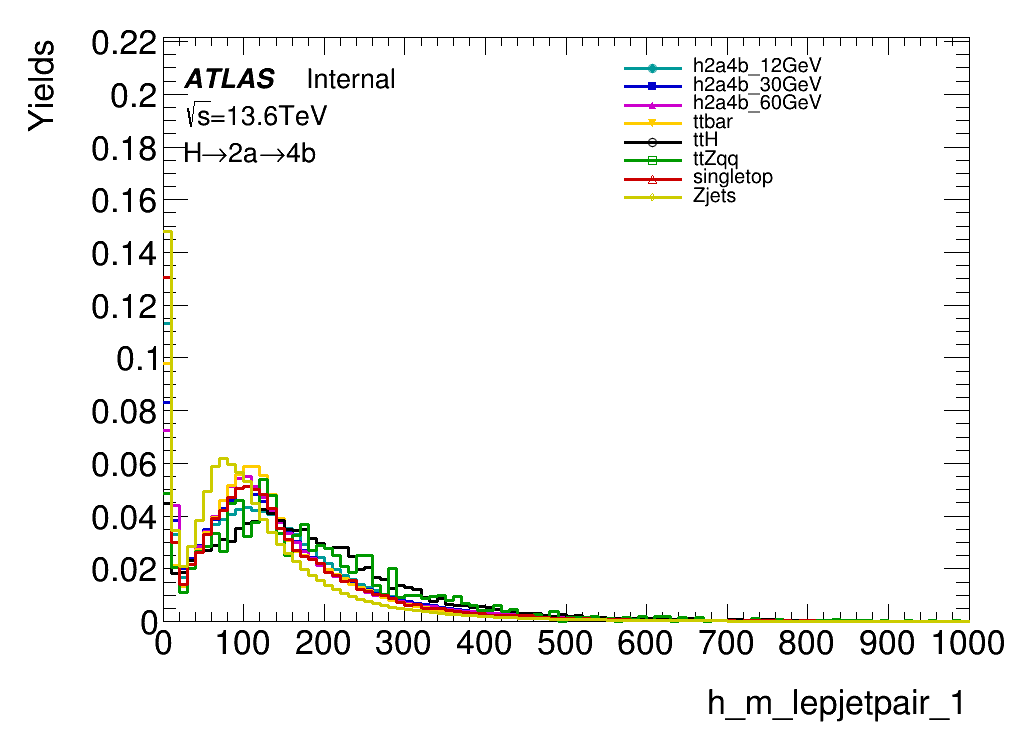 Yields
0.22
0.2
0.18
0.16
0.14
0.12
0.1
0.08
0.06
0.04
0.02
0
ATLAS Internal
√s=13.6TeV
H→2a→4b
h2a4b_12GeV
h2a4b_30GeV
h2a4b_60GeV
ttbar
ttH
ttZqq
singletop
Zjets
0 100 200 300 400 500 600 700 800 900 1000
h_m_lepjetpair_1